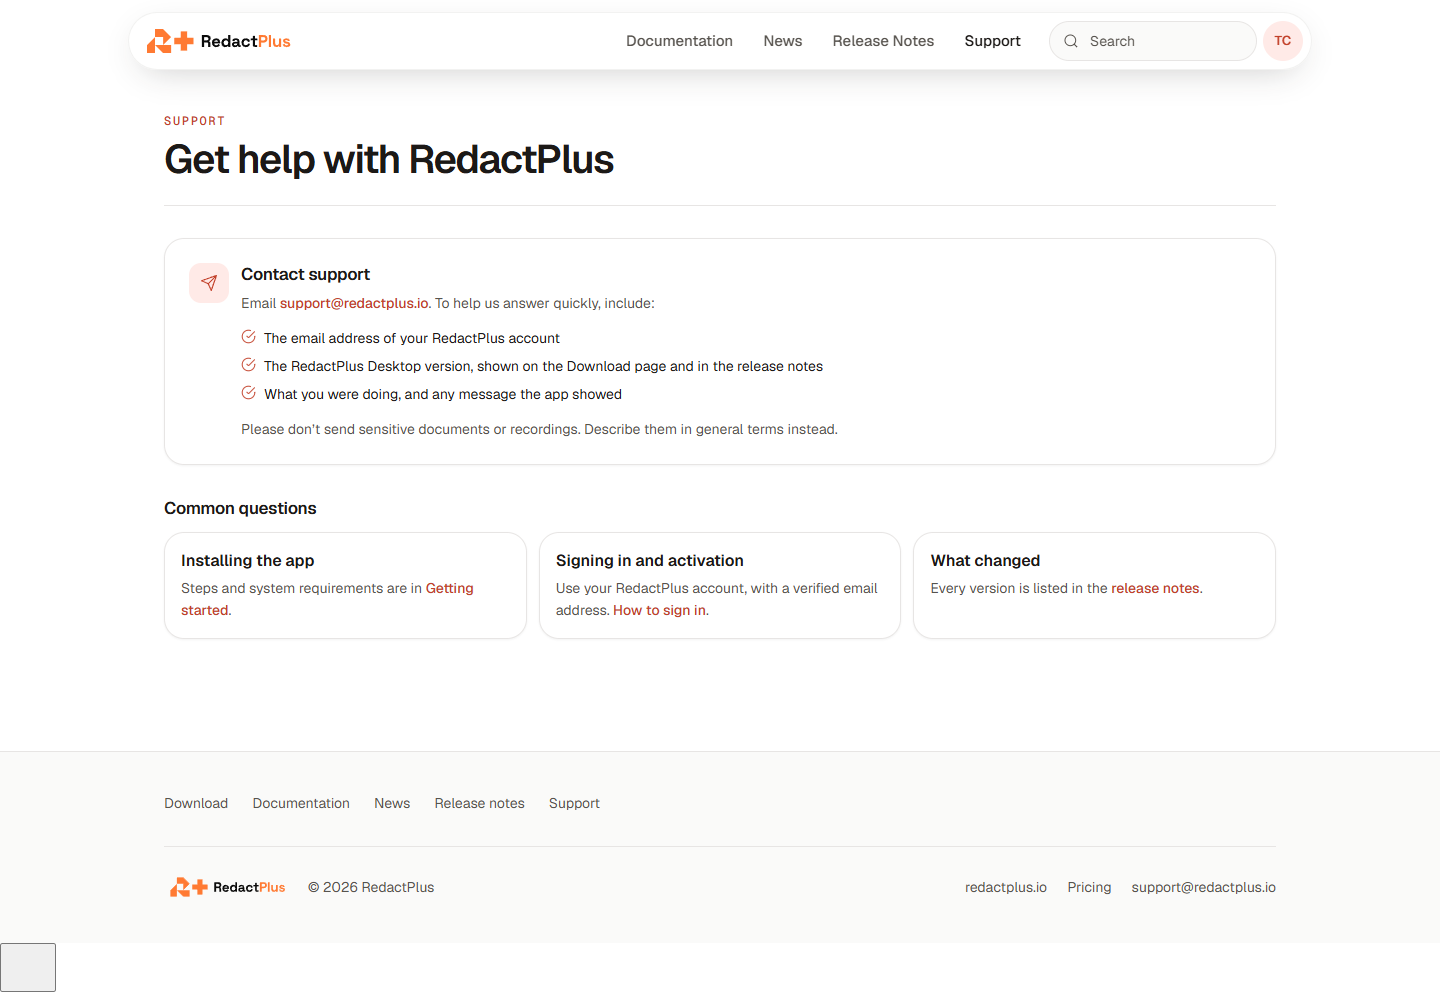 RedactPlus
Documentation
News
Release Notes
Support
Search
TC
SUPPORT
Get help with RedactPlus
Contact support
Email support@redactplus.io. To help us answer quickly, include:
The email address of your RedactPlus account
The RedactPlus Desktop version, shown on the Download page and in the release notes
What you were doing, and any message the app showed
Please don't send sensitive documents or recordings. Describe them in general terms instead.
Common questions
Installing the app
Steps and system requirements are in Getting
started.
Signing in and activation
Use your RedactPlus account, with a verified email
address. How to sign in.
What changed
Every version is listed in the release notes.
Download
Documentation
News
Release notes
Support
RedactPlus
© 2026 RedactPlus
redactplus.io
Pricing
support@redactplus.io